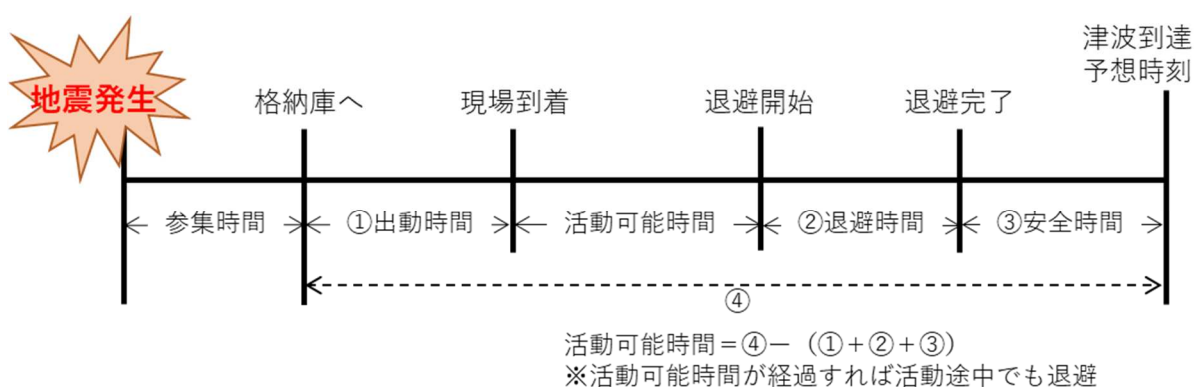 津波到達
予想時刻
地震発生
格納庫へ
現場到着
退避開始
退避完了
参集時間
①出動時間
活動可能時間
②退避時間
③安全時間
④
活動可能時間=④-(①+②+③)
※活動可能時間が経過すれば活動途中でも退避